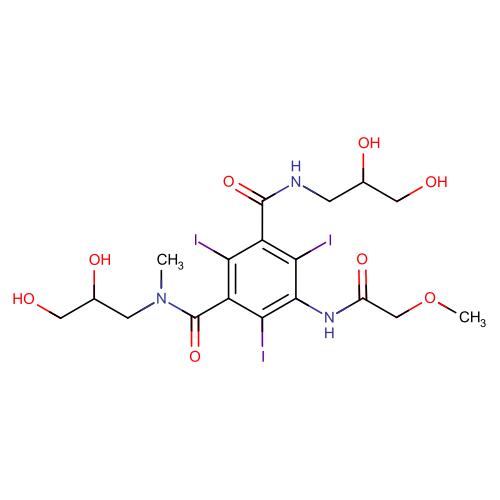 OH
H
O N OH
I I
O
OH CH3
HO N O
N CH3
H
O I